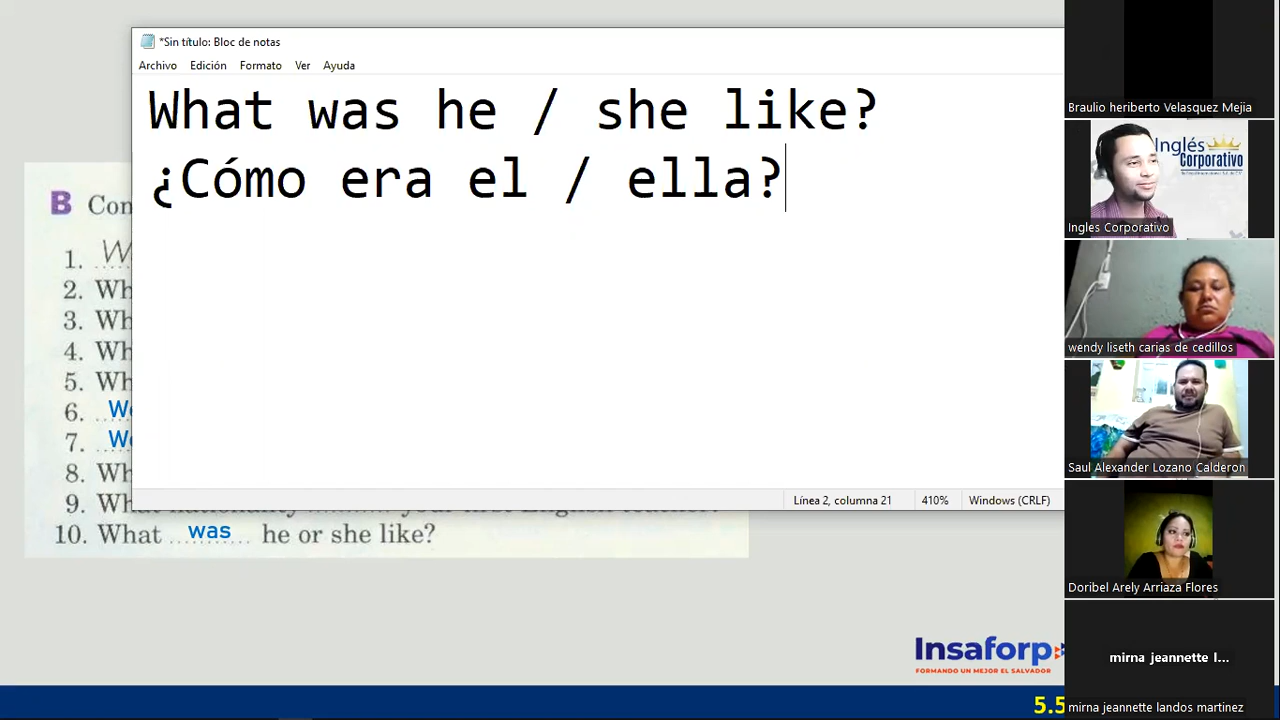 *Sin título: Bloc de notas
Archivo Edición Formato Ver Ayuda
What was he / she like?
¿Cómo era el / ella?
B Con
1. W
2. Wh
3. Wh
4. Wh
5. Wh
6. We
7. We
8. Wh
9.
10. What was he or she like?
Línea 2, columna 21 410% Windows (CRLF)
Insaforp
FORMANDO UN MEJOR EL SALVADOR
5.5
Braulio heriberto Velasquez Mejia
Inglés
Corporativo
Ingles Corporativo
wendy liseth carias de cedillos
Saul Alexander Lozano Calderon
Doribel Arely Arriaza Flores
mirna jeannette l...
mirna jeannette landos martinez